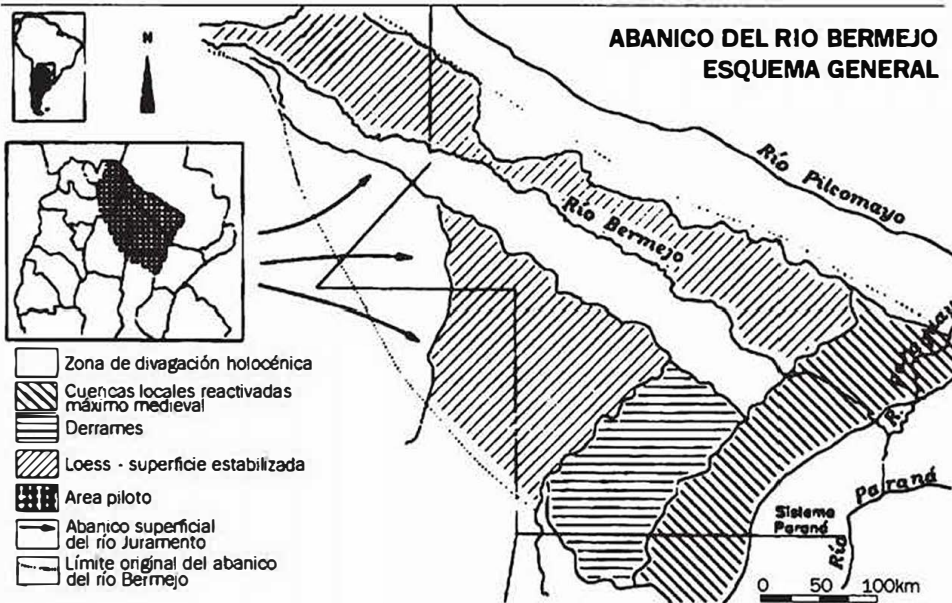 ABANICO DEL RIO BERMEJO
ESQUEMA GENERAL
N
Río Pilcomayo
Río Bermejo
R. Paraguay
Río Paraná
Sistema
Paraná
Zona de divagación holocénica
Cuencas locales reactivadas
máximo medieval
Derrames
Loess - superficie estabilizada
Area piloto
Abanico superficial
del río Juramento
Límite original del abanico
del río Bermejo
0 50 100km